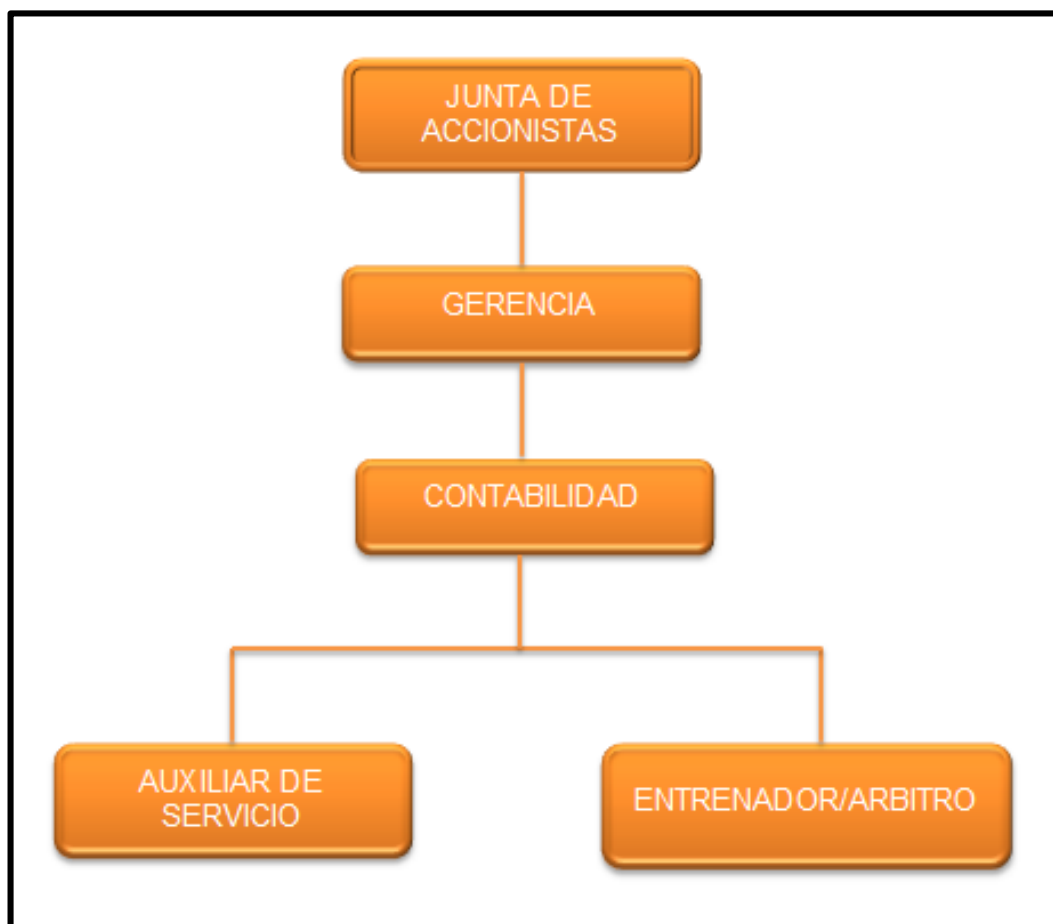 JUNTA DE
ACCIONISTAS
GERENCIA
CONTABILIDAD
AUXILIAR DE
SERVICIO
ENTRENADOR/ARBITRO